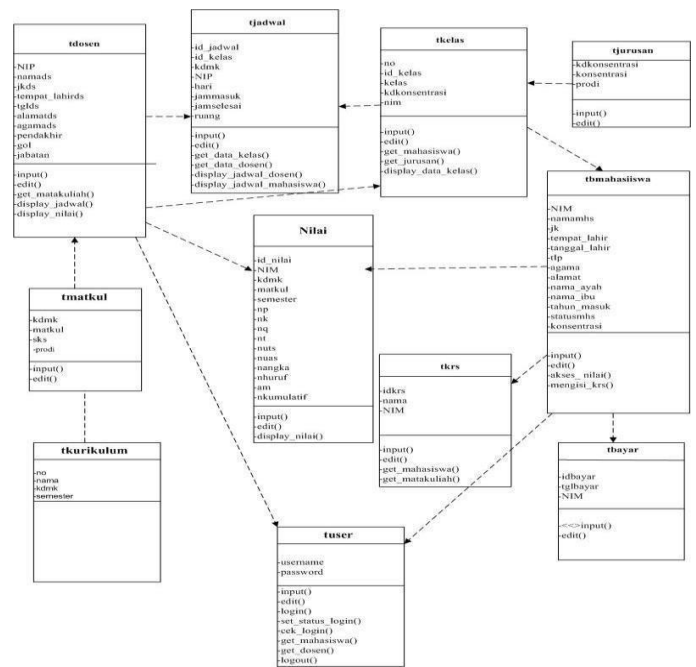 tdosen
-NIP
-namads
-jkds
-tempat_lahirds
-tglds
-alamatds
-agamads
-pendakhir
-gol
-jabatan
-input()
-edit()
-get_matakuliah()
-display_jadwal()
-display_nilai()
tjadwal
-id_jadwal
-id_kelas
-kdmk
-NIP
-hari
-jammasuk
-jamselesai
-ruang
-input()
-edit()
-get_data_kelas()
-get_data_dosen()
-display_jadwal_dosen()
-display_jadwal_mahasiswa()
tkelas
-no
-id_kelas
-kelas
-kdkonsentrasi
-nim
-input()
-edit()
-get_mahasiswa()
-get_jurusan()
-display_data_kelas()
tjurusan
-kdkonsentrasi
-konsentrasi
-prodi
-input()
-edit()
tbmahasiiswa
-NIM
-namamhs
-jk
-tempat_lahir
-tanggal_lahir
-tlp
-agama
-alamat
-nama_ayah
-nama_ibu
-tahun_masuk
-statusmhs
-konsentrasi
-input()
-edit()
-akses_ nilai()
-mengisi_krs()
Nilai
-id_nilai
-NIM
-kdmk
-matkul
-semester
-np
-nk
-nq
-nt
-nuts
-nuas
-nangka
-nhuruf
-am
-nkumulatif
-input()
-edit()
-display_nilai()
tmatkul
-kdmk
-matkul
-sks
-prodi
-input()
-edit()
tkrs
-idkrs
-nama
-NIM
-input()
-edit()
-get_mahasiswa()
-get_matakuliah()
tkurikulum
-no
-nama
-kdmk
-semester
tbayar
-idbayar
-tglbayar
-NIM
-<<>input()
-edit()
tuser
-username
-password
-input()
-edit()
-login()
-set_status_login()
-cek_login()
-get_mahasiswa()
-get_dosen()
-logout()